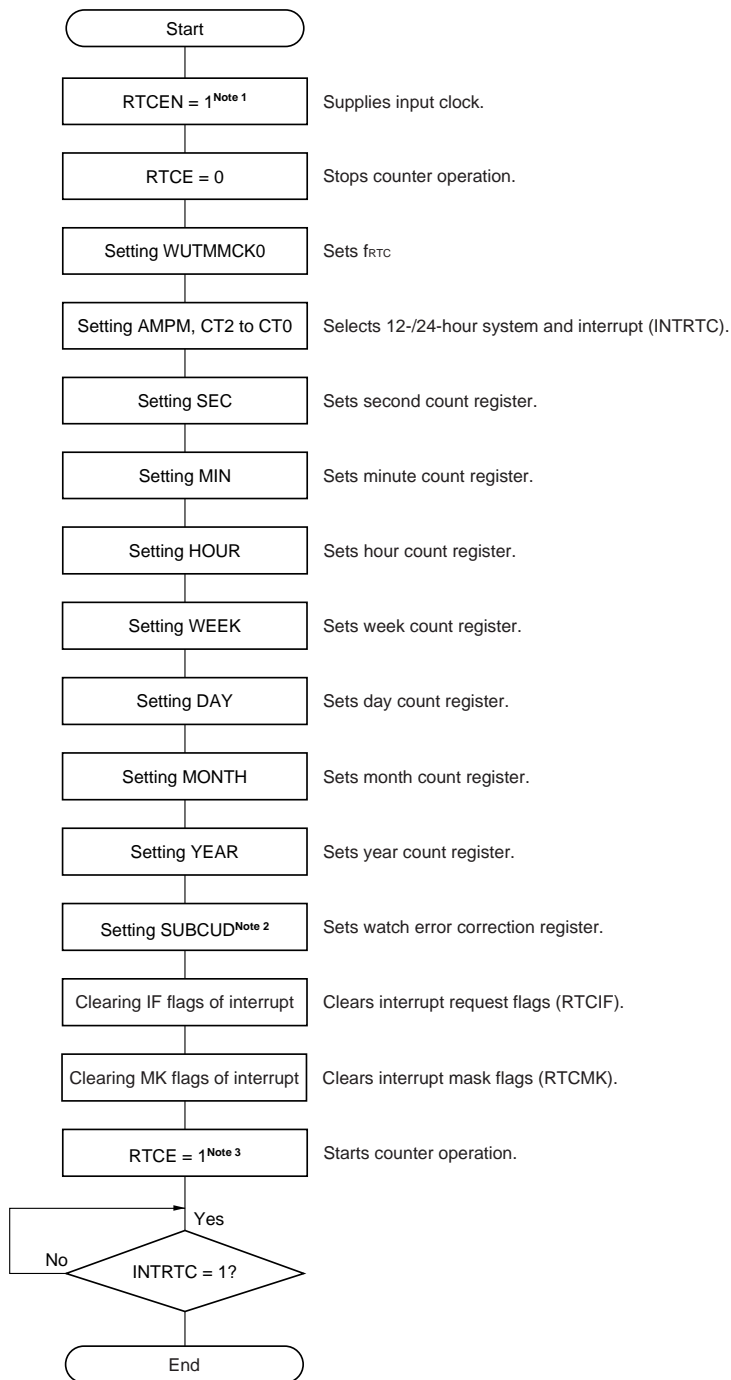 Start
RTCEN = 1Note 1 Supplies input clock.
RTCE = 0 Stops counter operation.
Setting WUTMMCK0 Sets fRTC
Setting AMPM, CT2 to CT0 Selects 12-/24-hour system and interrupt (INTRTC).
Setting SEC Sets second count register.
Setting MIN Sets minute count register.
Setting HOUR Sets hour count register.
Setting WEEK Sets week count register.
Setting DAY Sets day count register.
Setting MONTH Sets month count register.
Setting YEAR Sets year count register.
Setting SUBCUDNote 2 Sets watch error correction register.
Clearing IF flags of interrupt Clears interrupt request flags (RTCIF).
Clearing MK flags of interrupt Clears interrupt mask flags (RTCMK).
RTCE = 1Note 3 Starts counter operation.
Yes
No
INTRTC = 1?
End